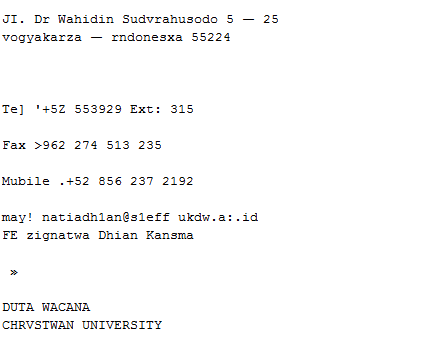 JI. Dr Wahidin Sudvrahusodo 5 — 25
vogyakarza — rndonesxa 55224
Te] '+5Z 553929 Ext: 315
Fax >962 274 513 235
Mubile .+52 856 237 2192
may! natiadh1an@s1eff ukdw.a:.id
FE zignatwa Dhian Kansma
»
DUTA WACANA
CHRVSTWAN UNIVERSITY